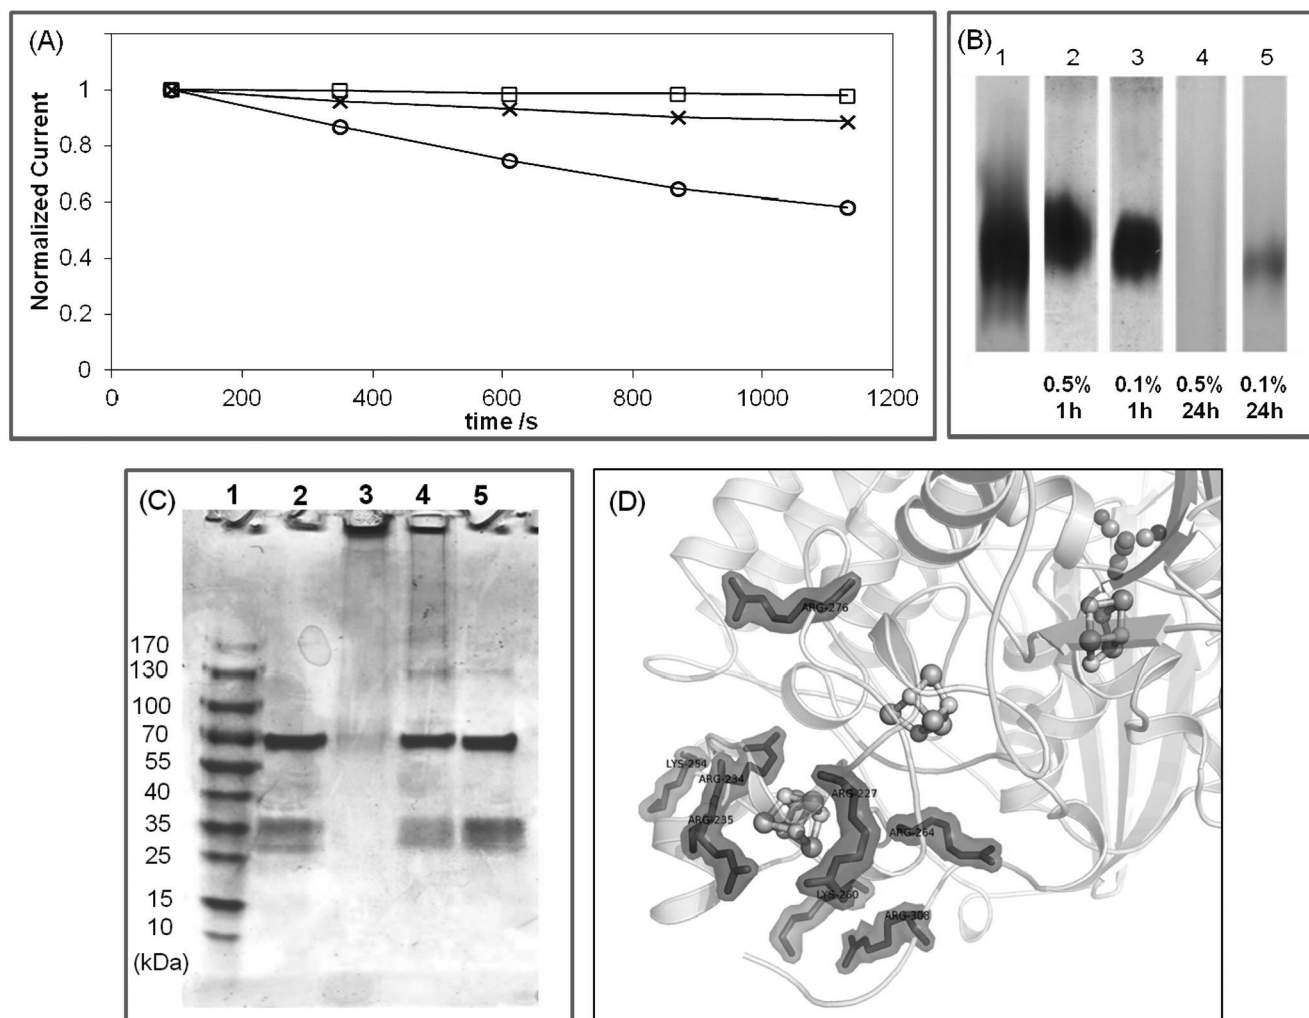 (A)
Normalized Current
1
0.8
0.6
0.4
0.2
0
0 200 400 600 800 1000 1200
time /s
(B)
1 2 3 4 5
0.5% 0.1% 0.5% 0.1%
1h 1h 24h 24h
(C) 1 2 3 4 5
170
130
100
70
55
40
35
25
15
10
(kDa)
(D)
ARG-276
LYS-254
ARG-234
ARG-227
ARG-235
ARG-264
LYS-260
ARG-308